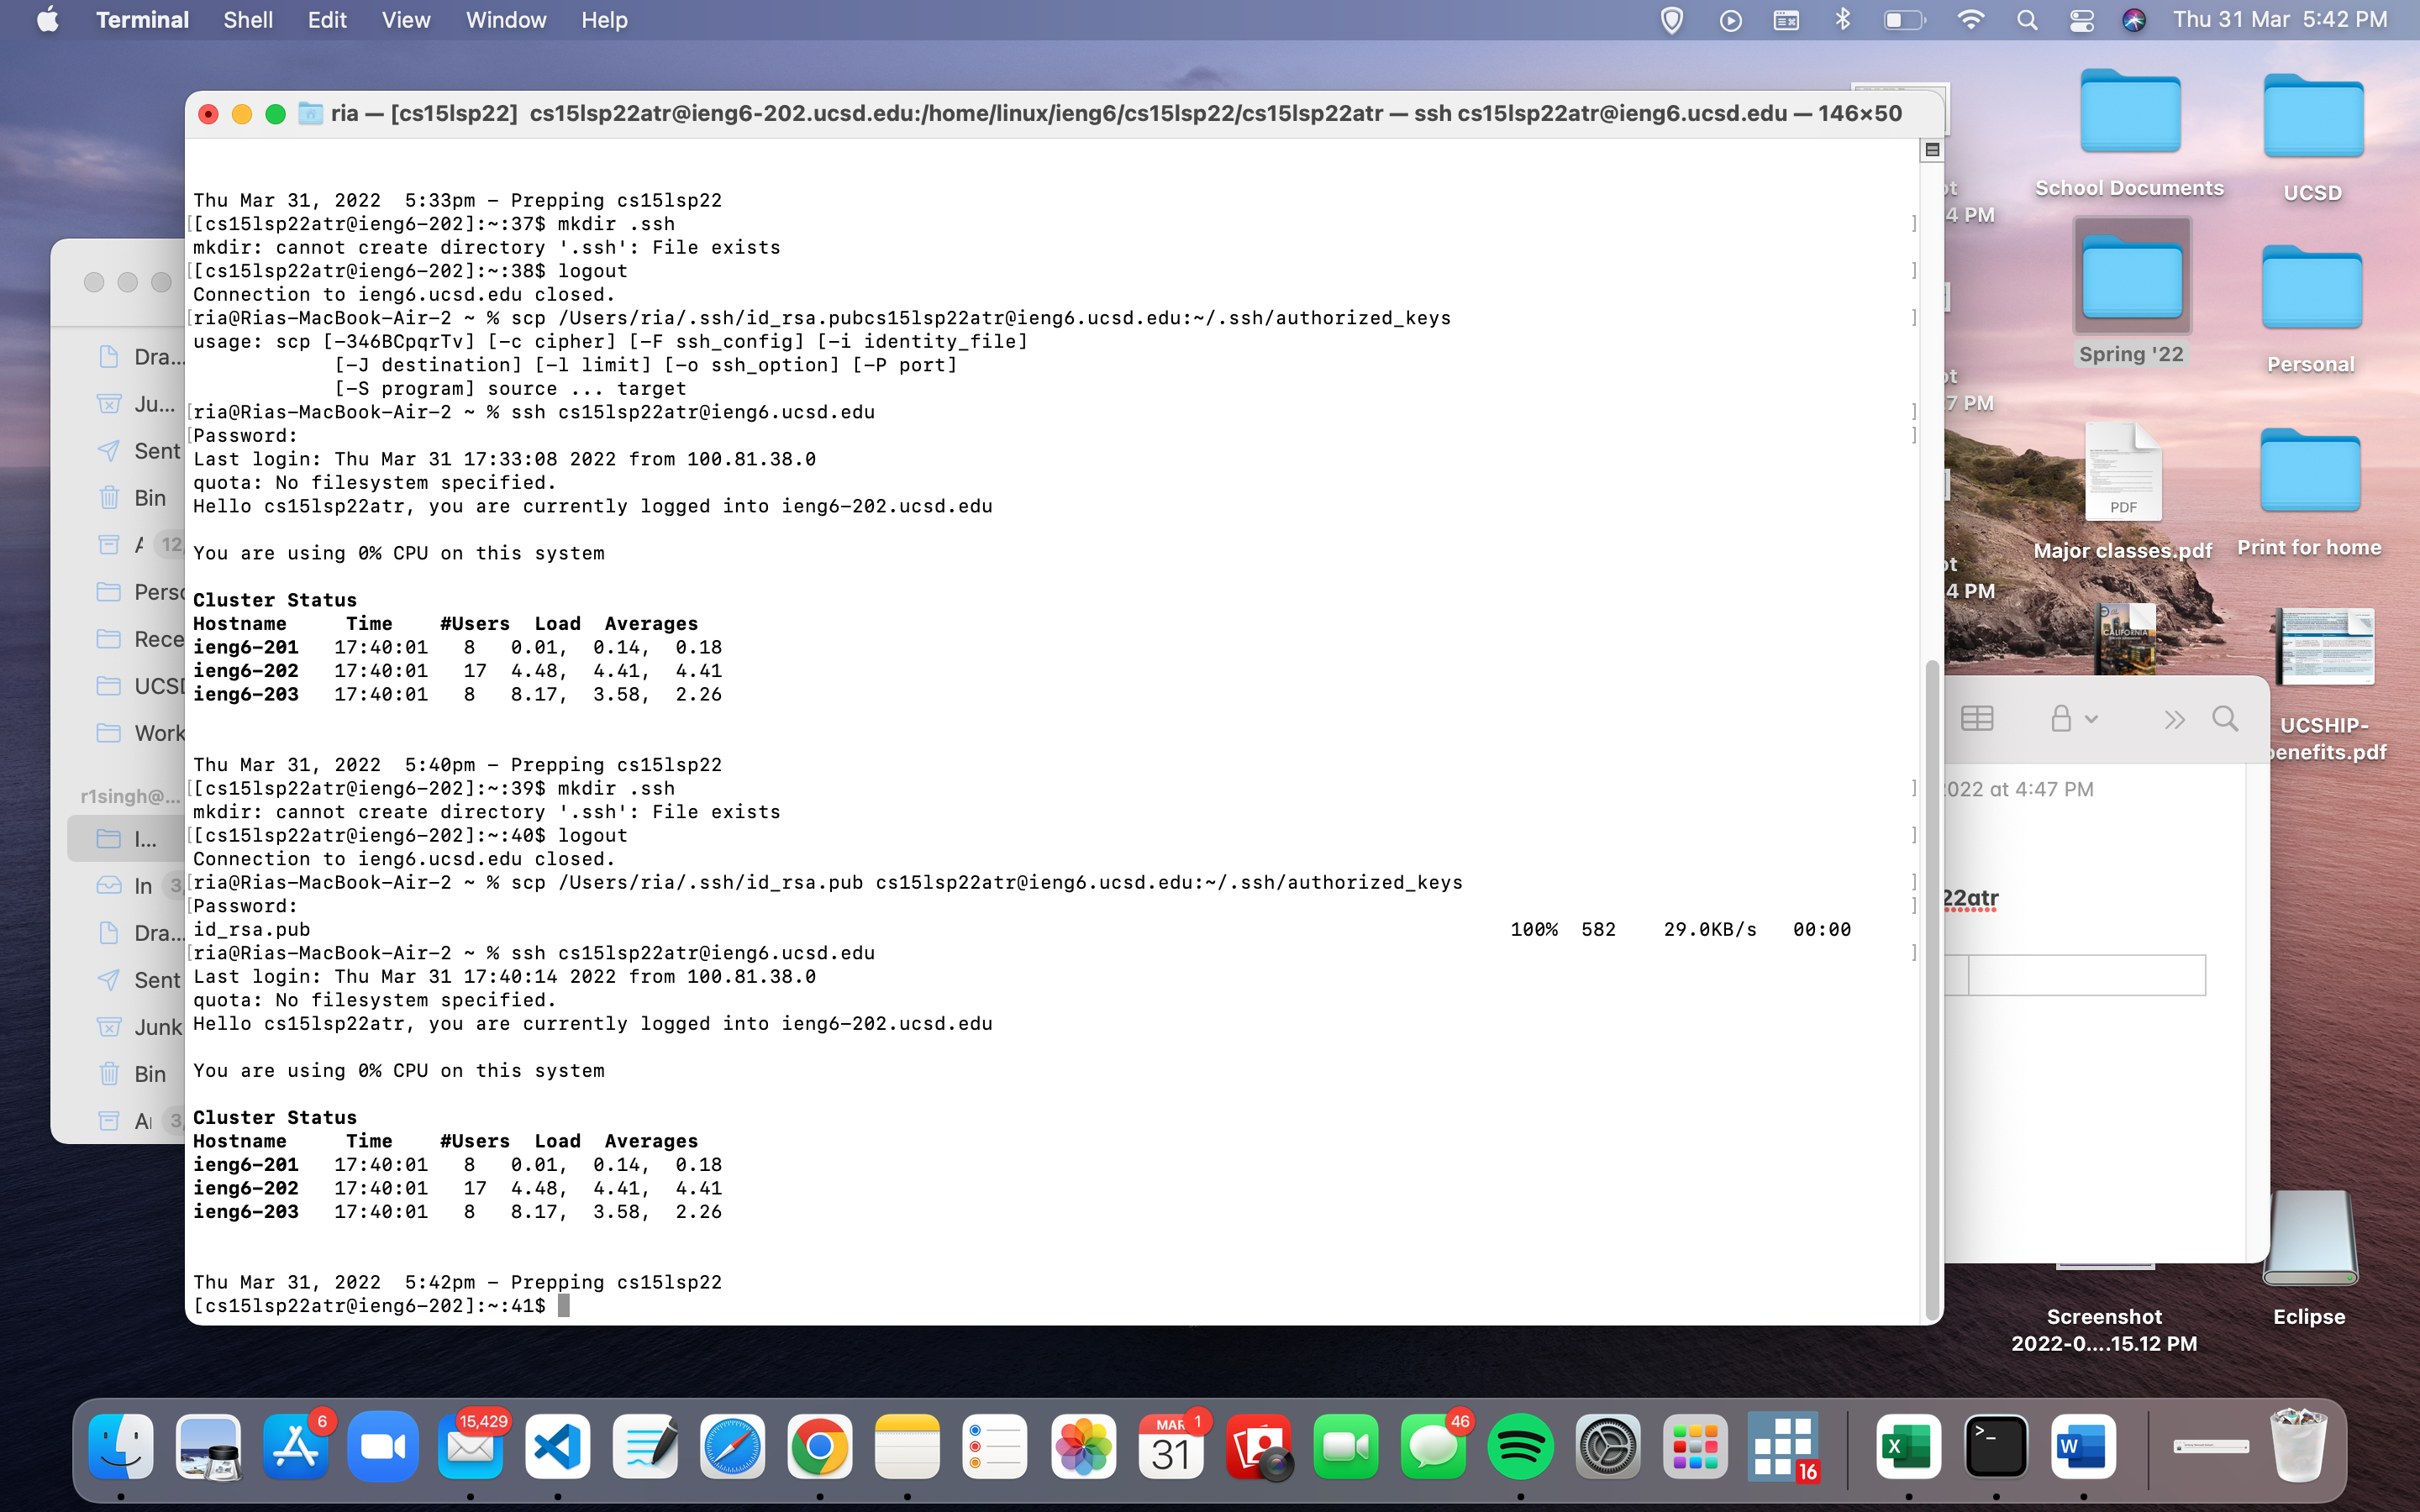 Terminal Shell Edit View Window Help Thu 31 Mar 5:42 PM
ria — [cs15lsp22] cs15lsp22atr@ieng6-202.ucsd.edu:/home/linux/ieng6/cs15lsp22/cs15lsp22atr — ssh cs15lsp22atr@ieng6.ucsd.edu — 146×50
Thu Mar 31, 2022 5:33pm - Prepping cs15lsp22
[[cs15lsp22atr@ieng6-202]:~:37$ mkdir .ssh ]
mkdir: cannot create directory '.ssh': File exists
[[cs15lsp22atr@ieng6-202]:~:38$ logout ]
Connection to ieng6.ucsd.edu closed.
[ria@Rias-MacBook-Air-2 ~ % scp /Users/ria/.ssh/id_rsa.pubcs15lsp22atr@ieng6.ucsd.edu:~/.ssh/authorized_keys ]
usage: scp [-346BCpqrTv] [-c cipher] [-F ssh_config] [-i identity_file]
[-J destination] [-l limit] [-o ssh_option] [-P port]
[-S program] source ... target
[ria@Rias-MacBook-Air-2 ~ % ssh cs15lsp22atr@ieng6.ucsd.edu ]
[Password: ]
Last login: Thu Mar 31 17:33:08 2022 from 100.81.38.0
quota: No filesystem specified.
Hello cs15lsp22atr, you are currently logged into ieng6-202.ucsd.edu
You are using 0% CPU on this system
Cluster Status
Hostname Time #Users Load Averages
ieng6-201 17:40:01 8 0.01, 0.14, 0.18
ieng6-202 17:40:01 17 4.48, 4.41, 4.41
ieng6-203 17:40:01 8 8.17, 3.58, 2.26
Thu Mar 31, 2022 5:40pm - Prepping cs15lsp22
[[cs15lsp22atr@ieng6-202]:~:39$ mkdir .ssh ]
mkdir: cannot create directory '.ssh': File exists
[[cs15lsp22atr@ieng6-202]:~:40$ logout ]
Connection to ieng6.ucsd.edu closed.
[ria@Rias-MacBook-Air-2 ~ % scp /Users/ria/.ssh/id_rsa.pub cs15lsp22atr@ieng6.ucsd.edu:~/.ssh/authorized_keys ]
[Password: ]
id_rsa.pub 100% 582 29.0KB/s 00:00
[ria@Rias-MacBook-Air-2 ~ % ssh cs15lsp22atr@ieng6.ucsd.edu ]
Last login: Thu Mar 31 17:40:14 2022 from 100.81.38.0
quota: No filesystem specified.
Hello cs15lsp22atr, you are currently logged into ieng6-202.ucsd.edu
You are using 0% CPU on this system
Cluster Status
Hostname Time #Users Load Averages
ieng6-201 17:40:01 8 0.01, 0.14, 0.18
ieng6-202 17:40:01 17 4.48, 4.41, 4.41
ieng6-203 17:40:01 8 8.17, 3.58, 2.26
Thu Mar 31, 2022 5:42pm - Prepping cs15lsp22
[cs15lsp22atr@ieng6-202]:~:41$
Dra...
Ju...
Sent
Bin
A 12,
Perso
Rece
UCSD
Work
r1singh@...
I...
In 3,
Dra...
Sent
Junk
Bin
3,
4 PM
7 PM
4 PM
School Documents
UCSD
Spring '22
Personal
PDF
Major classes.pdf
Print for home
CALIFORNIA
UCSHIP-
benefits.pdf
2022 at 4:47 PM
22atr
Screenshot
2022-0....15.12 PM
Eclipse
6
15,429
MAR 1
31
46
16
X
>_
W